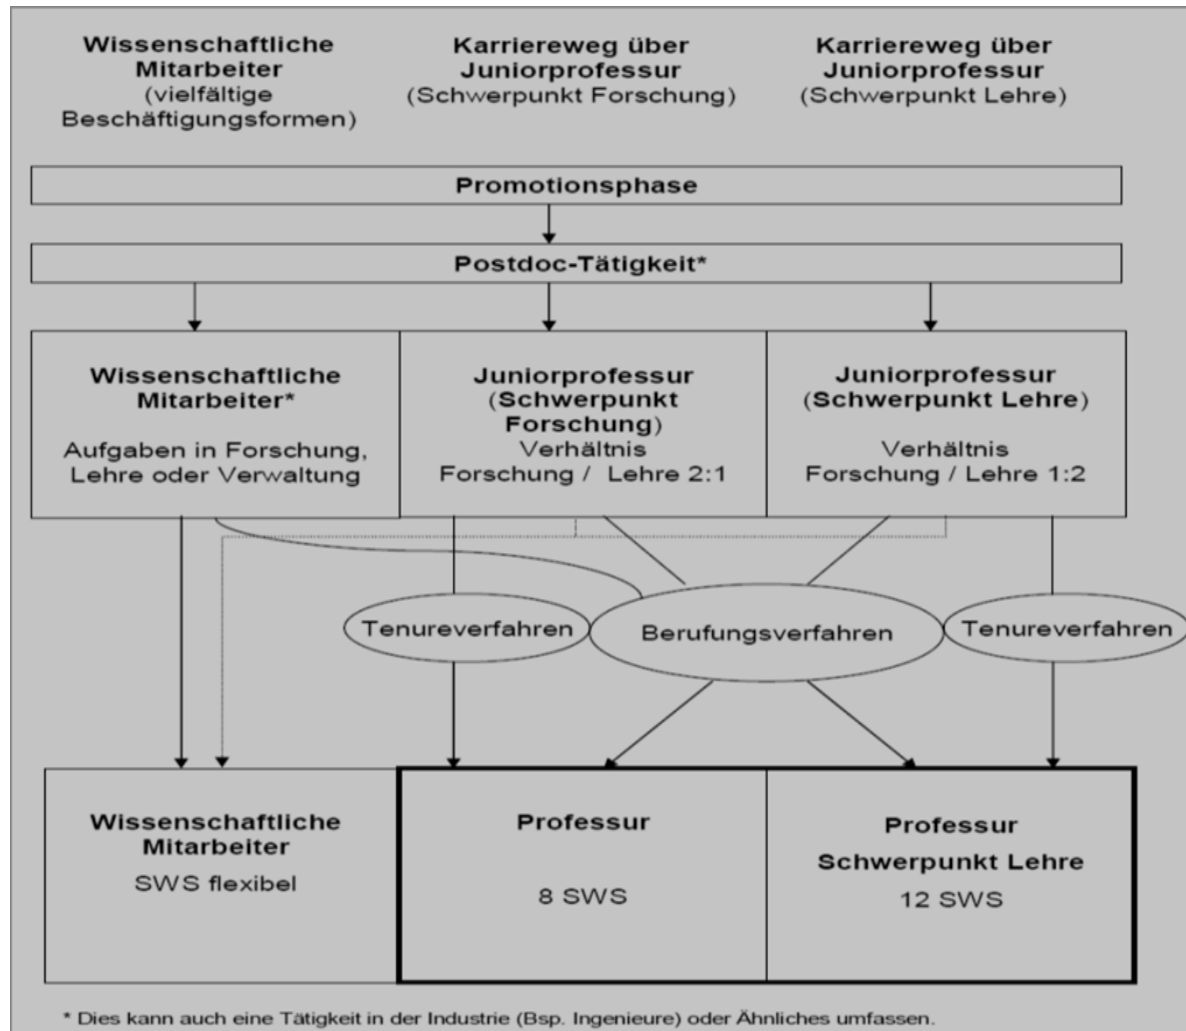 Wissenschaftliche
Mitarbeiter
(vielfältige
Beschäftigungsformen)
Karriereweg über
Juniorprofessur
(Schwerpunkt Forschung)
Karriereweg über
Juniorprofessur
(Schwerpunkt Lehre)
Promotionsphase
Postdoc-Tätigkeit*
Wissenschaftliche
Mitarbeiter*
Aufgaben in Forschung,
Lehre oder Verwaltung
Juniorprofessur
(Schwerpunkt
Forschung)
Verhältnis
Forschung / Lehre 2:1
Juniorprofessur
(Schwerpunkt Lehre)
Verhältnis
Forschung / Lehre 1:2
Tenureverfahren
Berufungsverfahren
Tenureverfahren
Wissenschaftliche
Mitarbeiter
SWS flexibel
Professur
8 SWS
Professur
Schwerpunkt Lehre
12 SWS
* Dies kann auch eine Tätigkeit in der Industrie (Bsp. Ingenieure) oder Ähnliches umfassen.